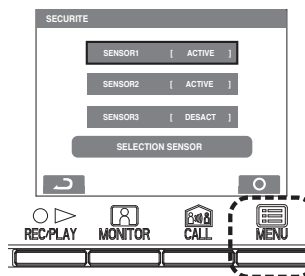 SECURITE
SENSOR1 [ ACTIVE ]
SENSOR2 [ ACTIVE ]
SENSOR3 [ DESACT ]
SELECTION SENSOR
REC/PLAY MONITOR CALL MENU